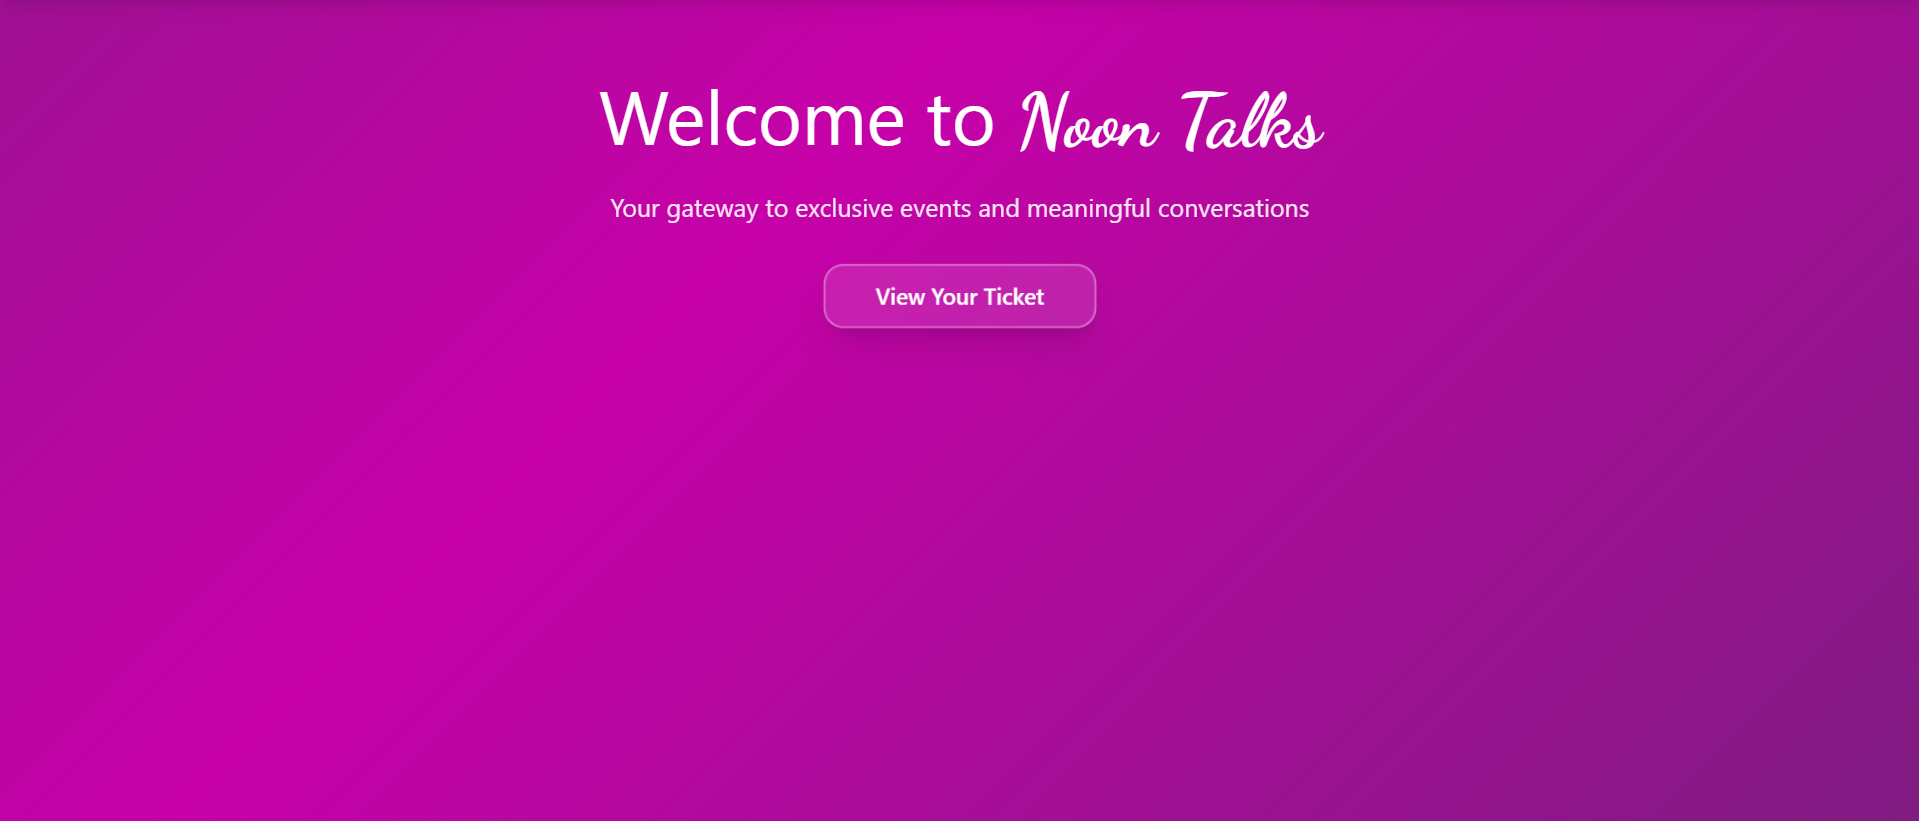 Welcome to Noon Talks
Your gateway to exclusive events and meaningful conversations
View Your Ticket